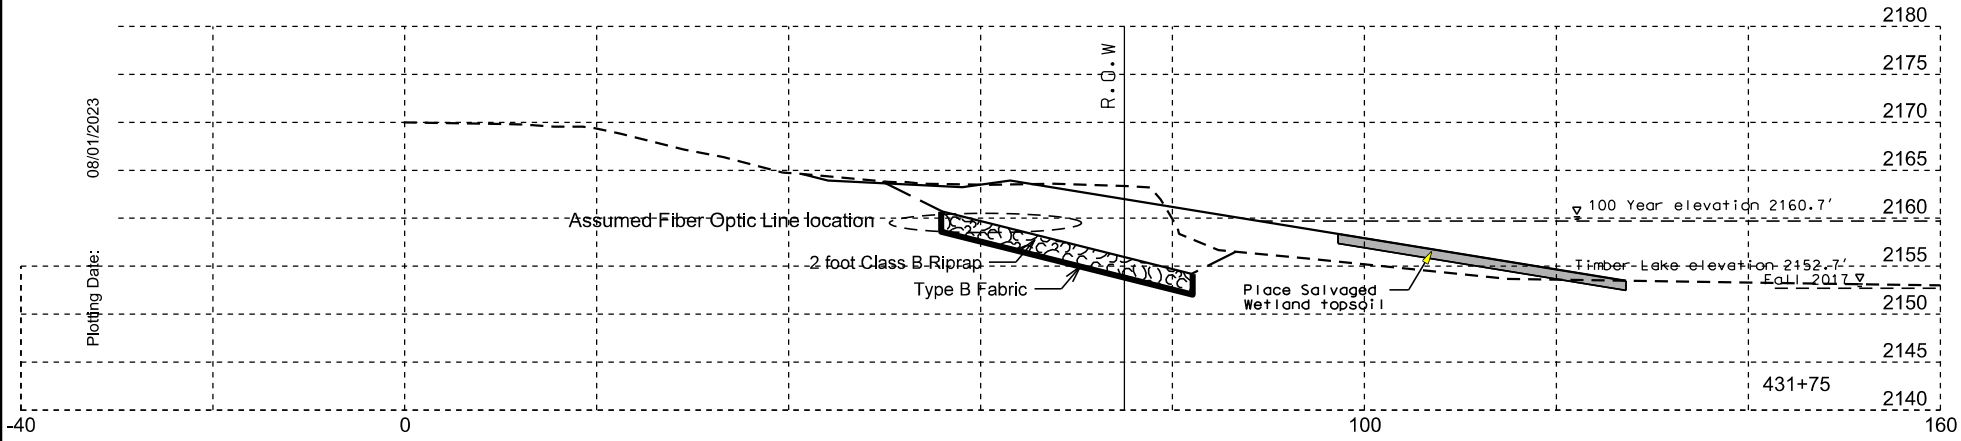 2180
2175
2170
2165
2160
2155
2150
2145
2140
08/01/2023
Plotting Date:
R.O.W
Assumed Fiber Optic Line location
2 foot Class B Riprap
Type B Fabric
100 Year elevation 2160.7'
Timber Lake elevation 2152.7'
Fall 2017
Place Salvaged
Wetland topsoil
431+75
-40
0
100
160